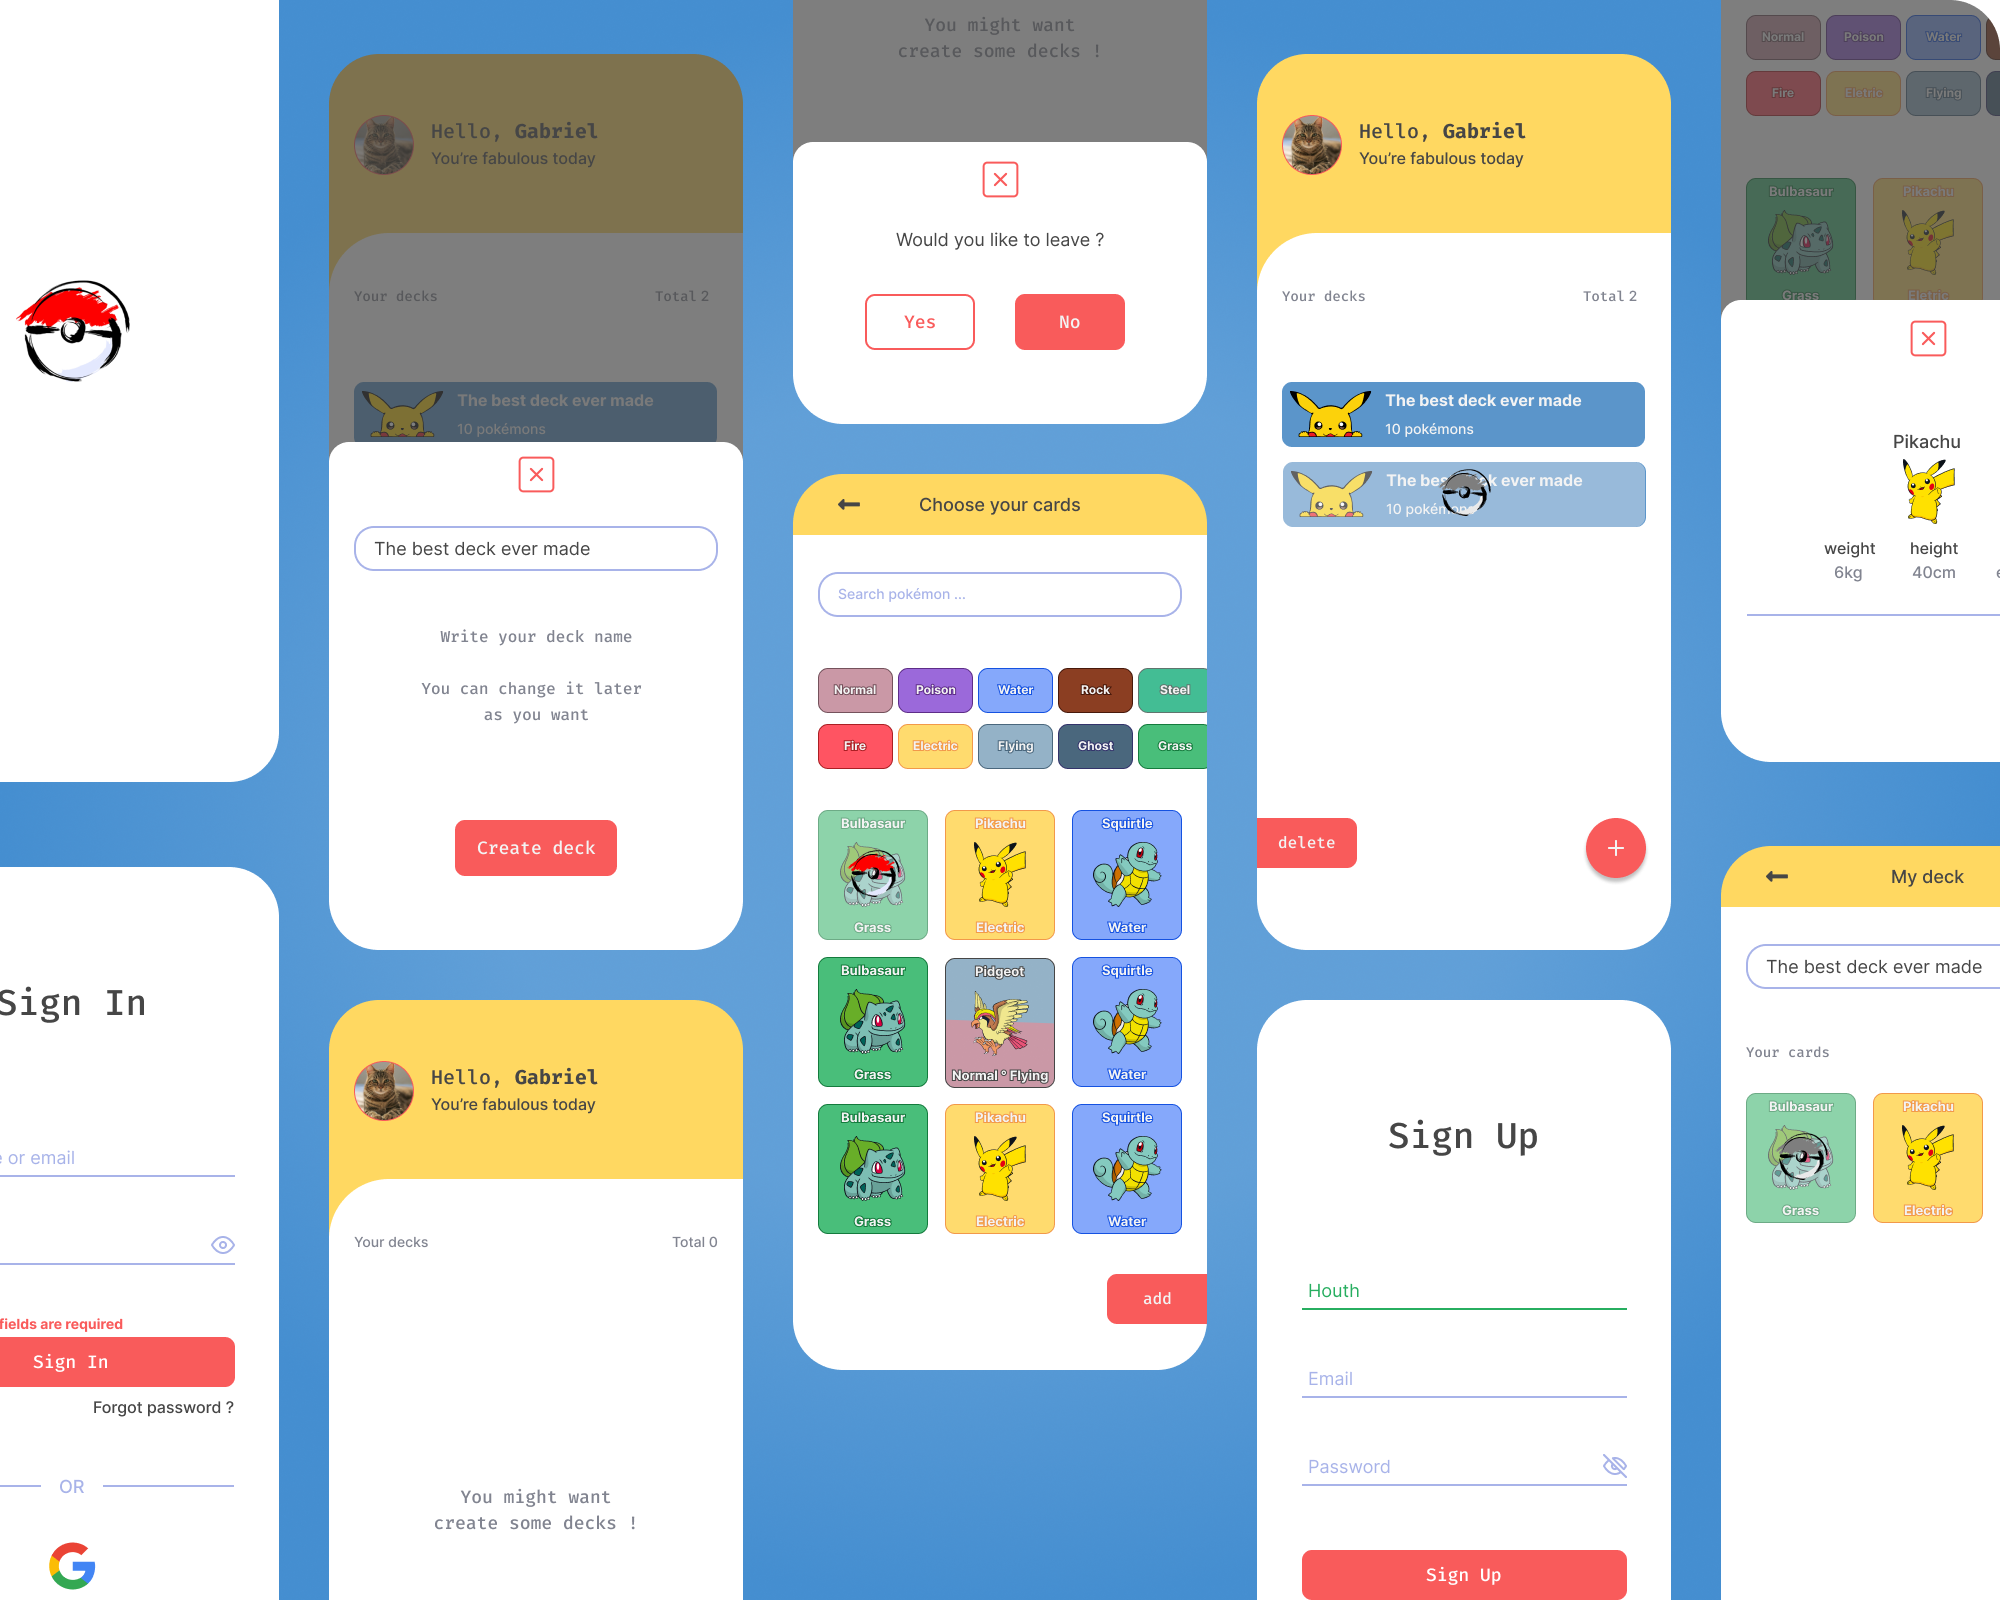 Sign In
e or email
fields are required
Sign In
Forgot password ?
OR
Hello, Gabriel
You're fabulous today
Your decks
Total 2
The best deck ever made
10 pokémons
The best deck ever made
Write your deck name
You can change it later
as you want
Create deck
Hello, Gabriel
You're fabulous today
Your decks
Total 0
You might want
create some decks !
You might want
create some decks !
Would you like to leave ?
Yes
No
Choose your cards
Search pokémon ...
Normal
Poison
Water
Rock
Steel
Fire
Electric
Flying
Ghost
Grass
Bulbasaur
Pikachu
Squirtle
Grass
Electric
Water
Bulbasaur
Pidgeot
Squirtle
Grass
Normal ° Flying
Water
Bulbasaur
Pikachu
Squirtle
Grass
Electric
Water
add
Hello, Gabriel
You're fabulous today
Your decks
Total 2
The best deck ever made
10 pokémons
The best deck ever made
10 pokémons
delete
Sign Up
Houth
Email
Password
Sign Up
Normal
Poison
Water
Fire
Eletric
Flying
Bulbasaur
Pikachu
Grass
Eletric
Pikachu
weight
height
6kg
40cm
My deck
The best deck ever made
Your cards
Bulbasaur
Pikachu
Grass
Electric